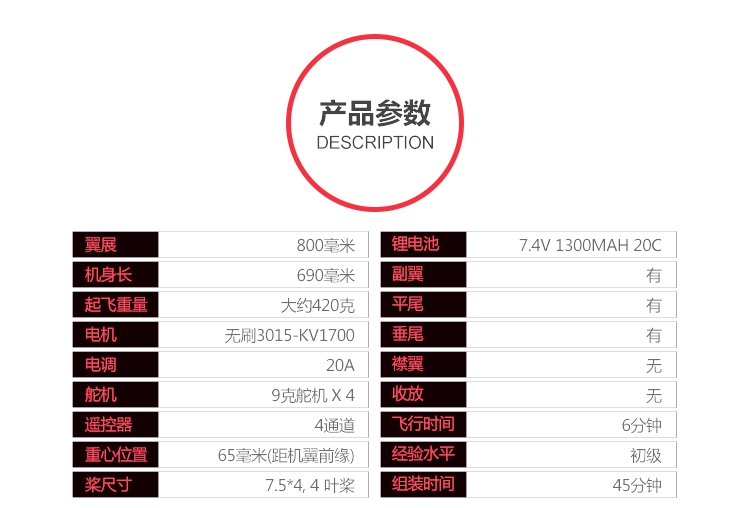 产品参数
DESCRIPTION
翼展 800毫米
机身长 690毫米
起飞重量 大约420克
电机 无刷3015-KV1700
电调 20A
舵机 9克舵机 X 4
遥控器 4通道
重心位置 65毫米(距机翼前缘)
桨尺寸 7.5*4, 4 叶桨
锂电池 7.4V 1300MAH 20C
副翼 有
平尾 有
垂尾 有
襟翼 无
收放 无
飞行时间 6分钟
经验水平 初级
组装时间 45分钟